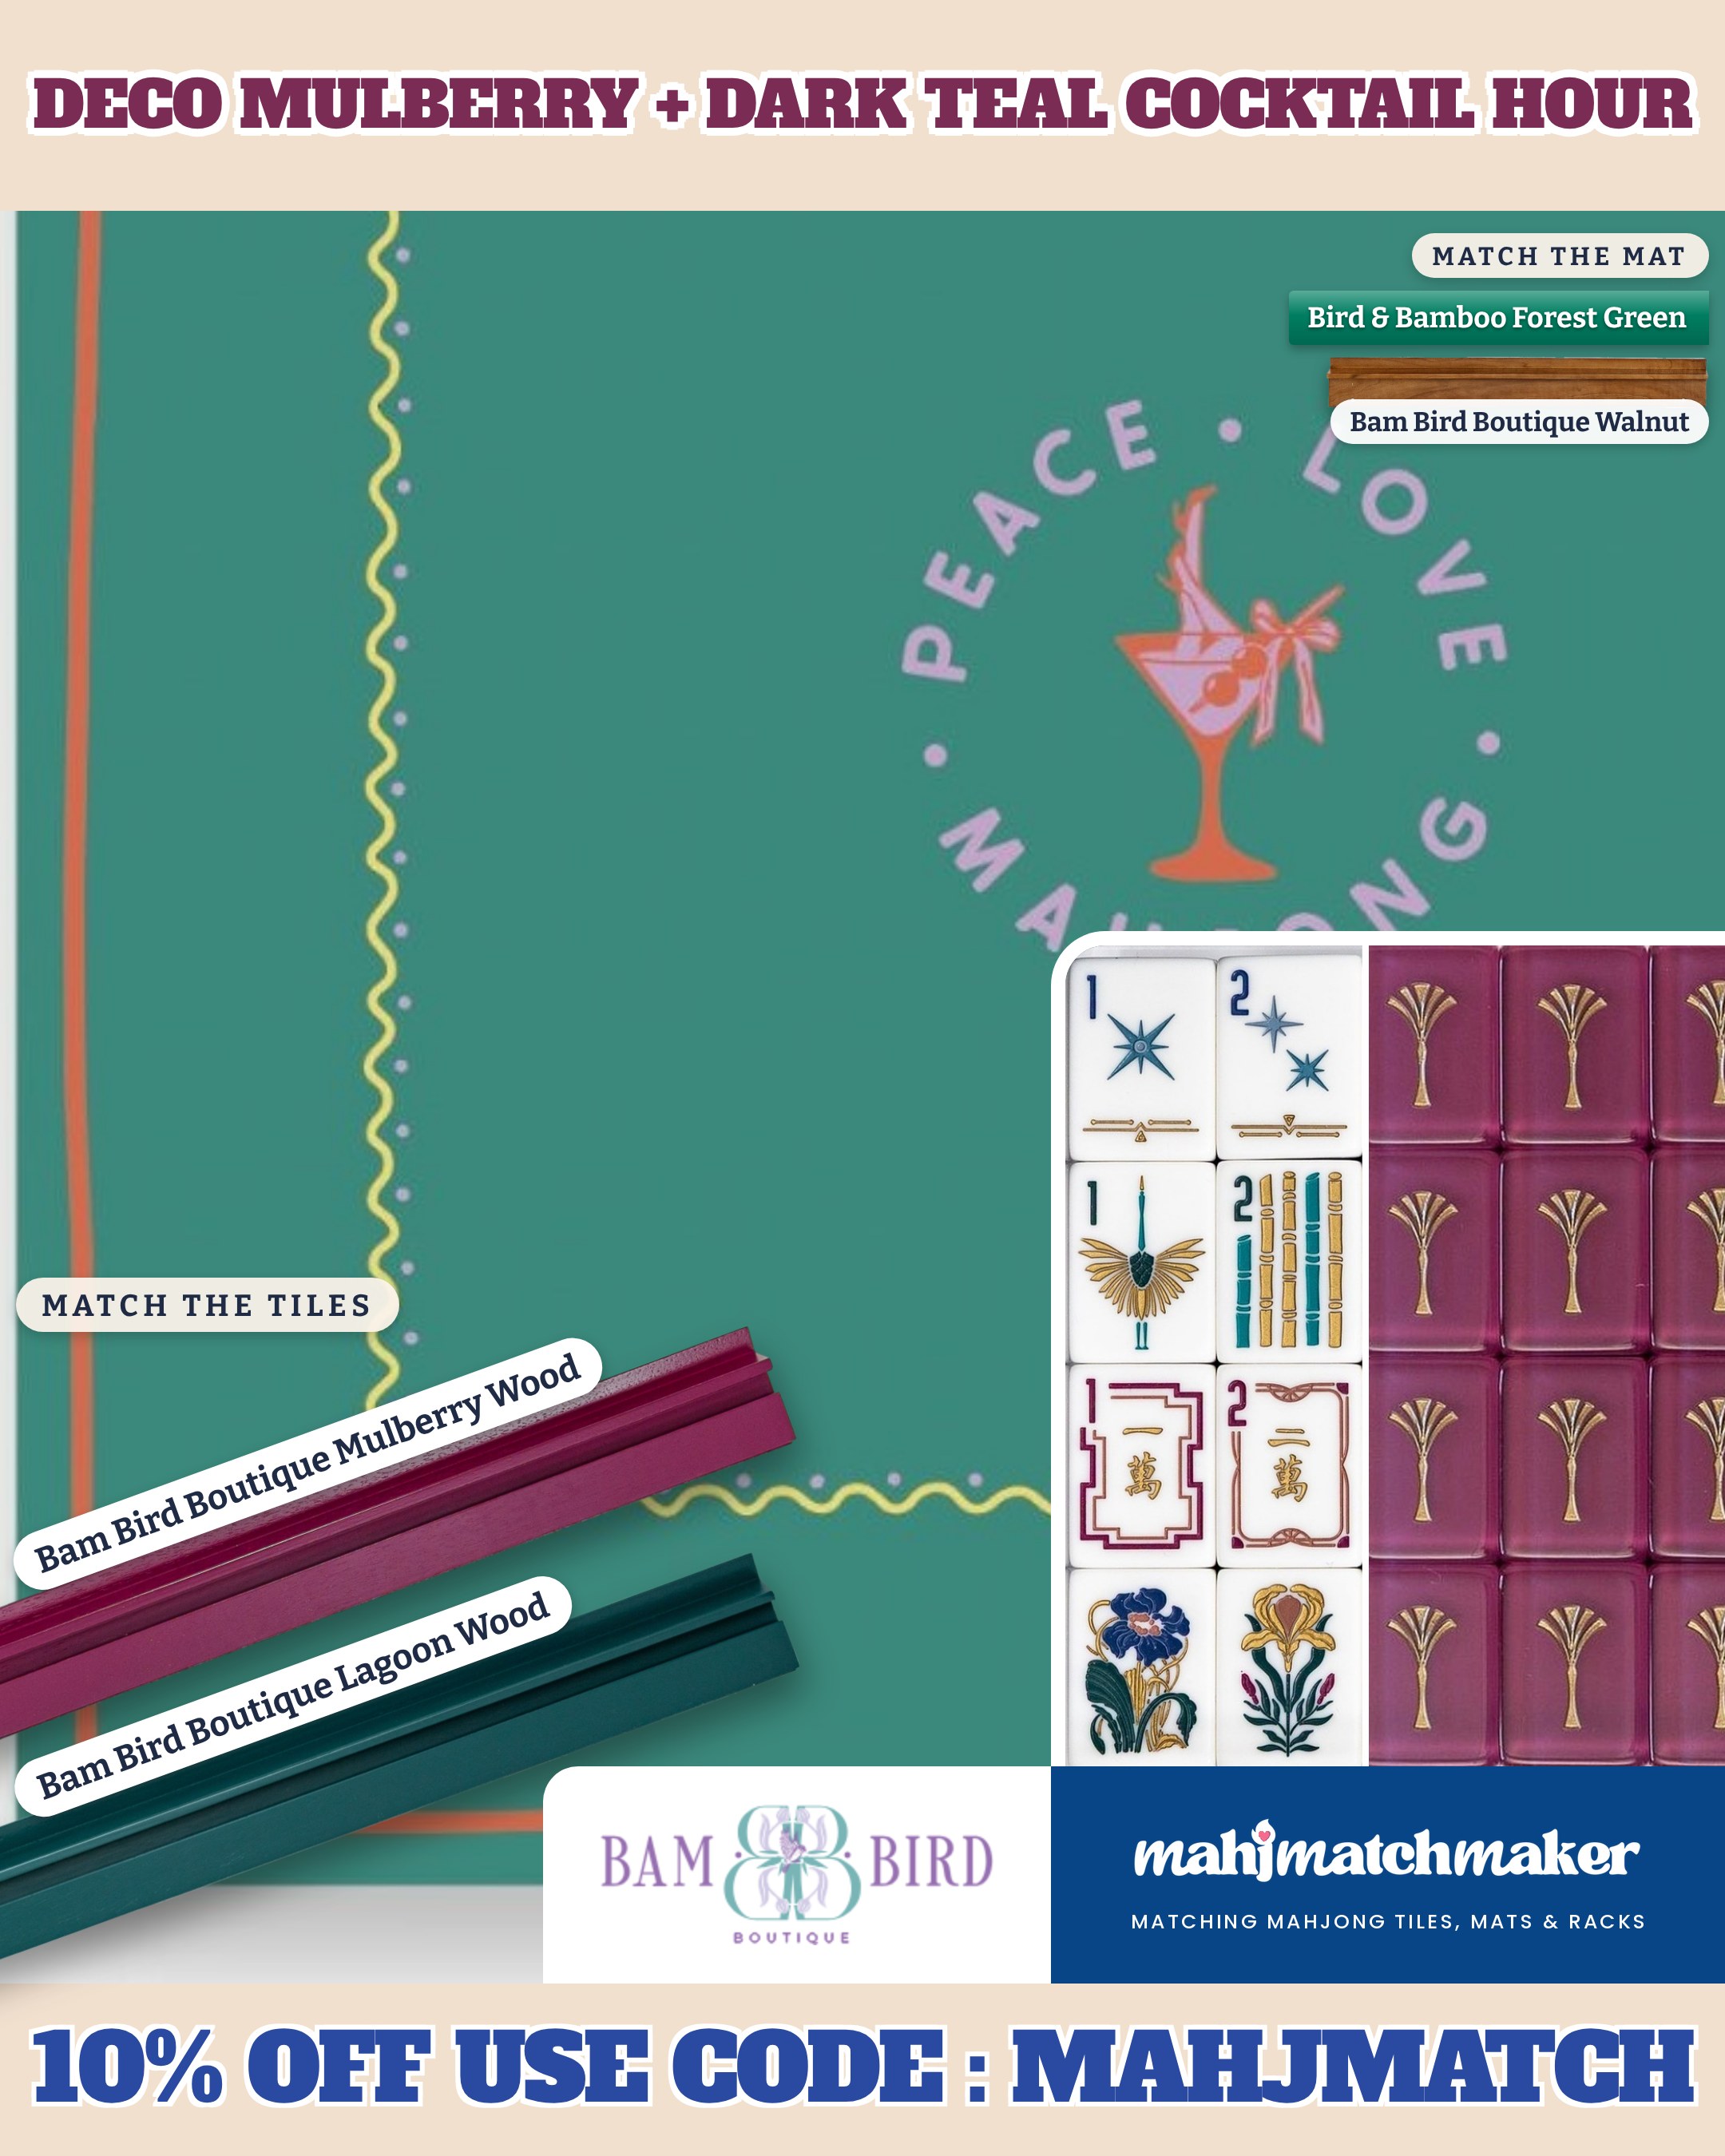 DECO MULBERRY + DARK TEAL COCKTAIL HOUR
MATCH THE MAT
Bird & Bamboo Forest Green
Bam Bird Boutique Walnut
PEACE • LOVE •
• MAHJONG
1
2
1
2
1
一
萬
2
二
萬
MATCH THE TILES
Bam Bird Boutique Mulberry Wood
Bam Bird Boutique Lagoon Wood
BAM BIRD
BOUTIQUE
mahjmatchmaker
MATCHING MAHJONG TILES, MATS & RACKS
10% OFF USE CODE : MAHJMATCH